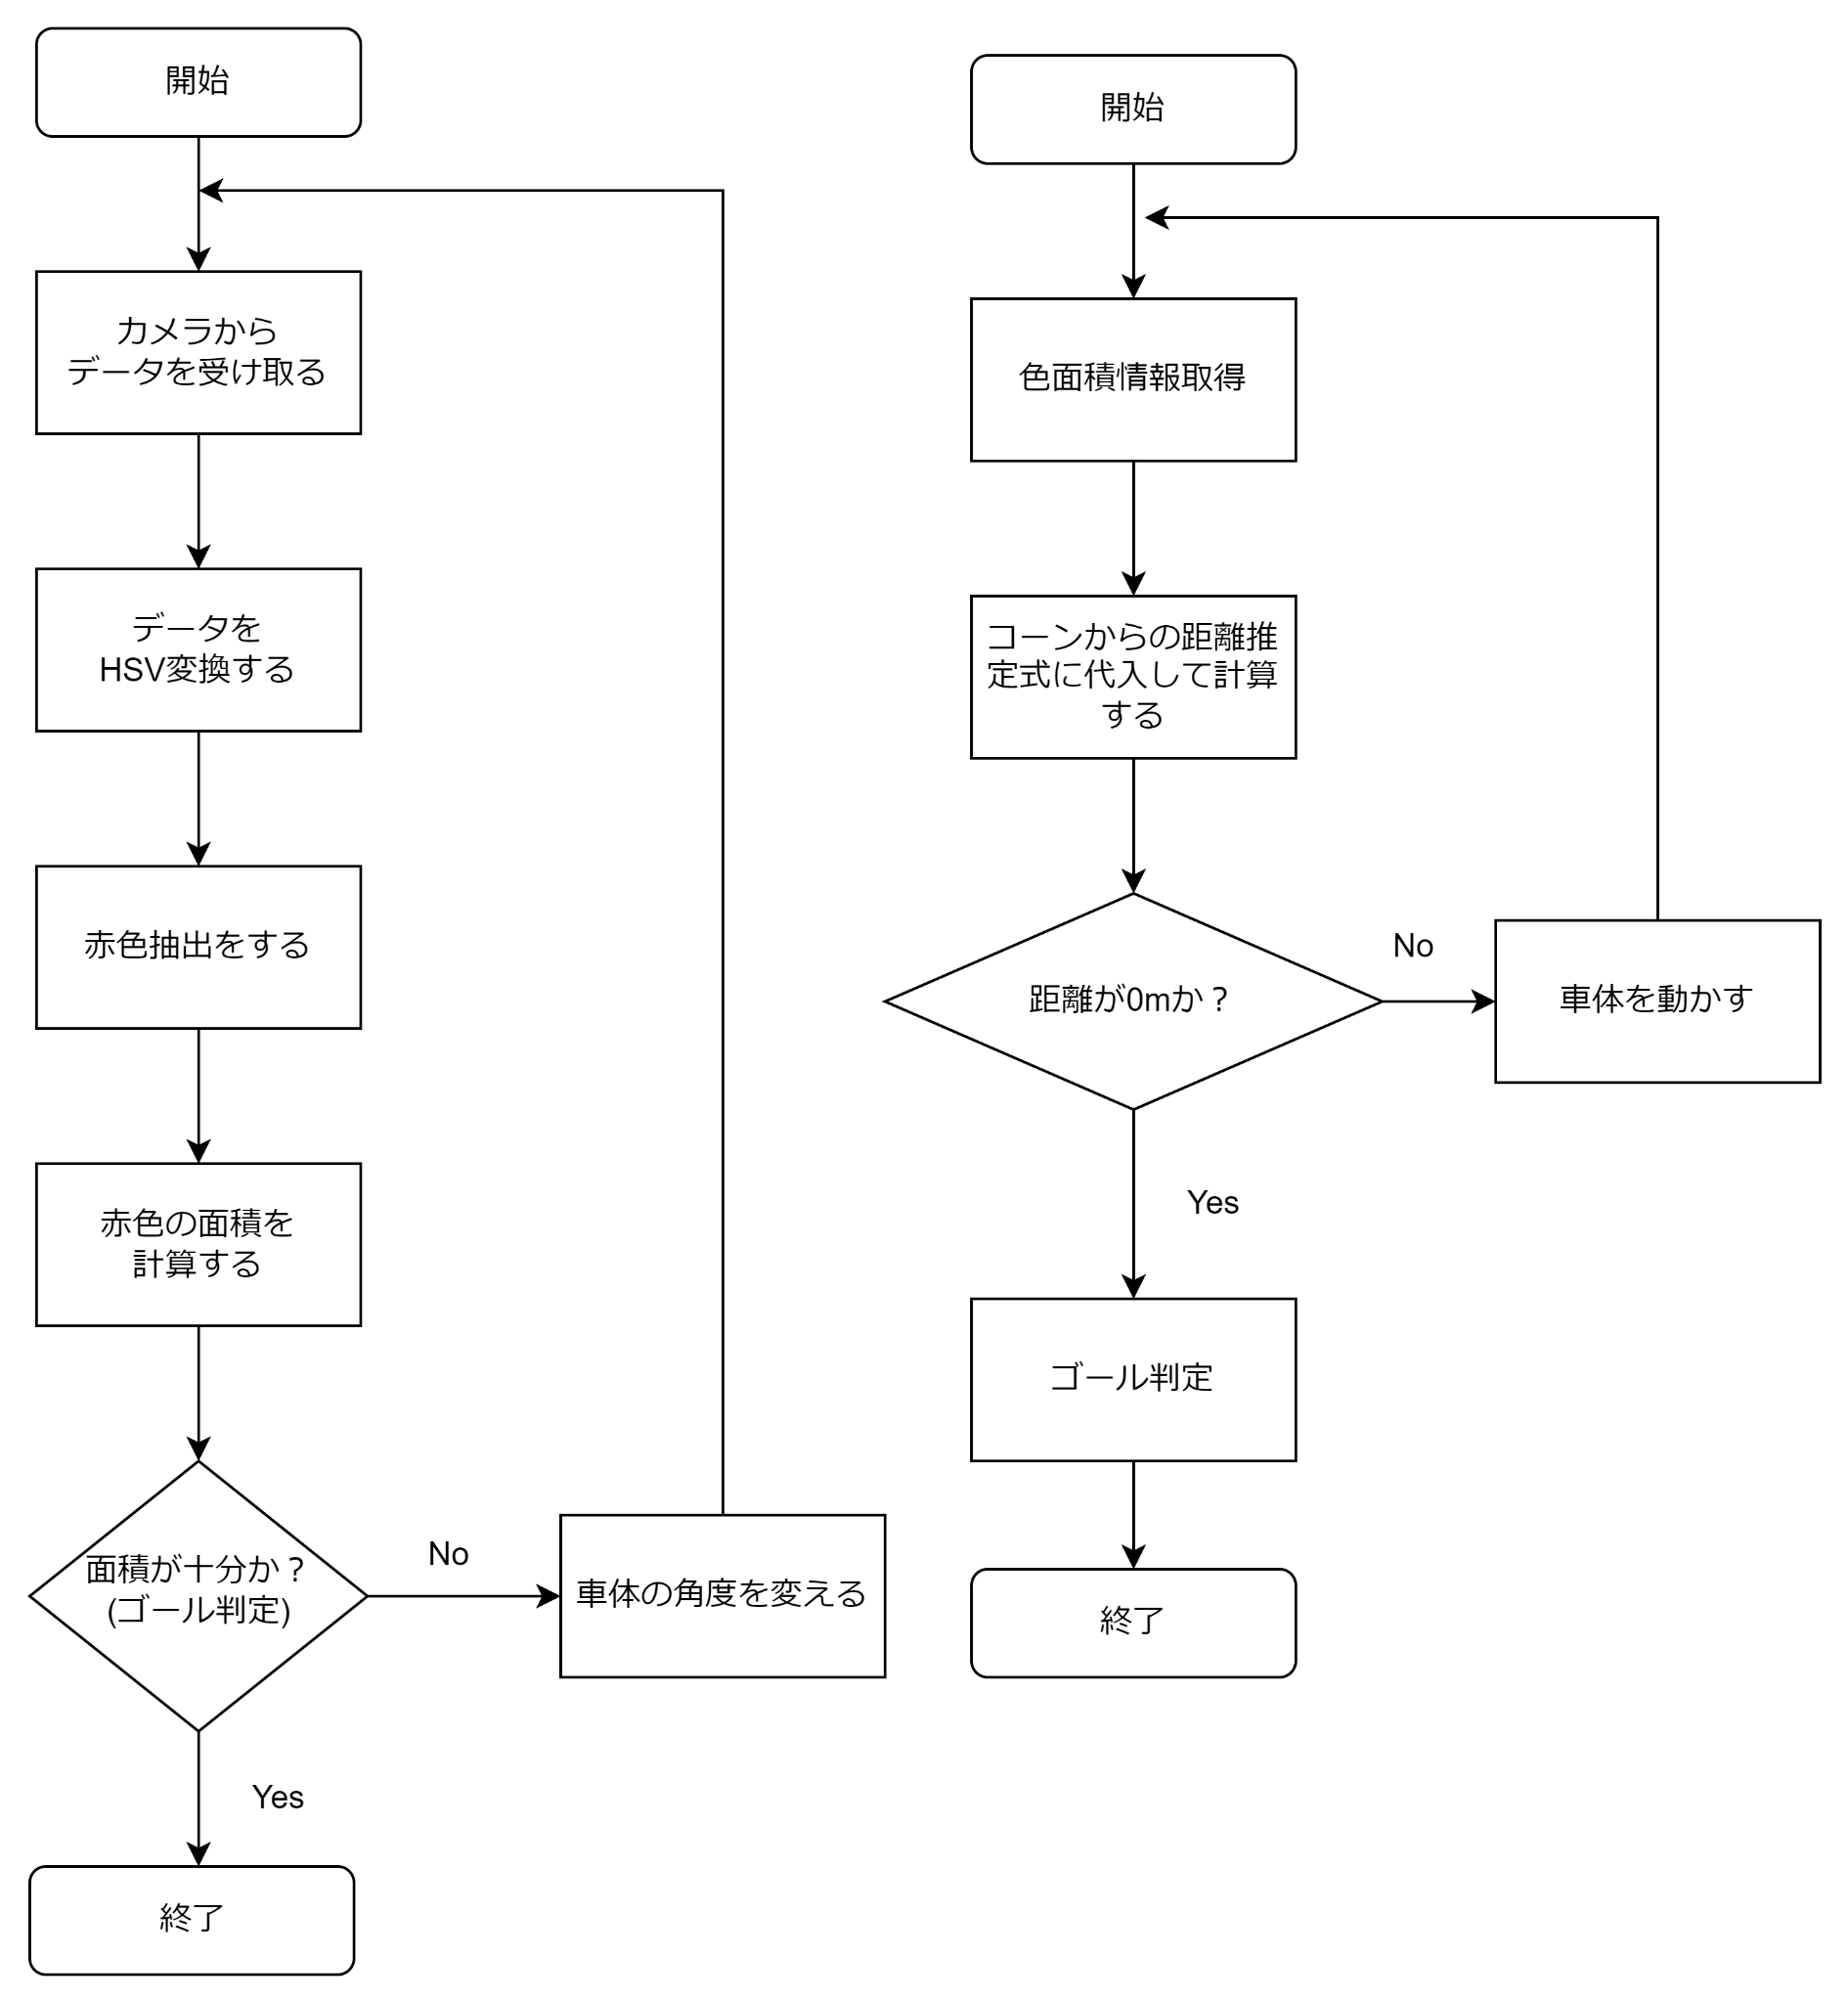 開始
カメラから
データを受け取る
データを
HSV変換する
赤色抽出をする
赤色の面積を
計算する
面積が十分か？
(ゴール判定)
No
車体の角度を変える
Yes
終了
開始
色面積情報取得
コーンからの距離推
定式に代入して計算
する
距離が0mか？
No
車体を動かす
Yes
ゴール判定
終了